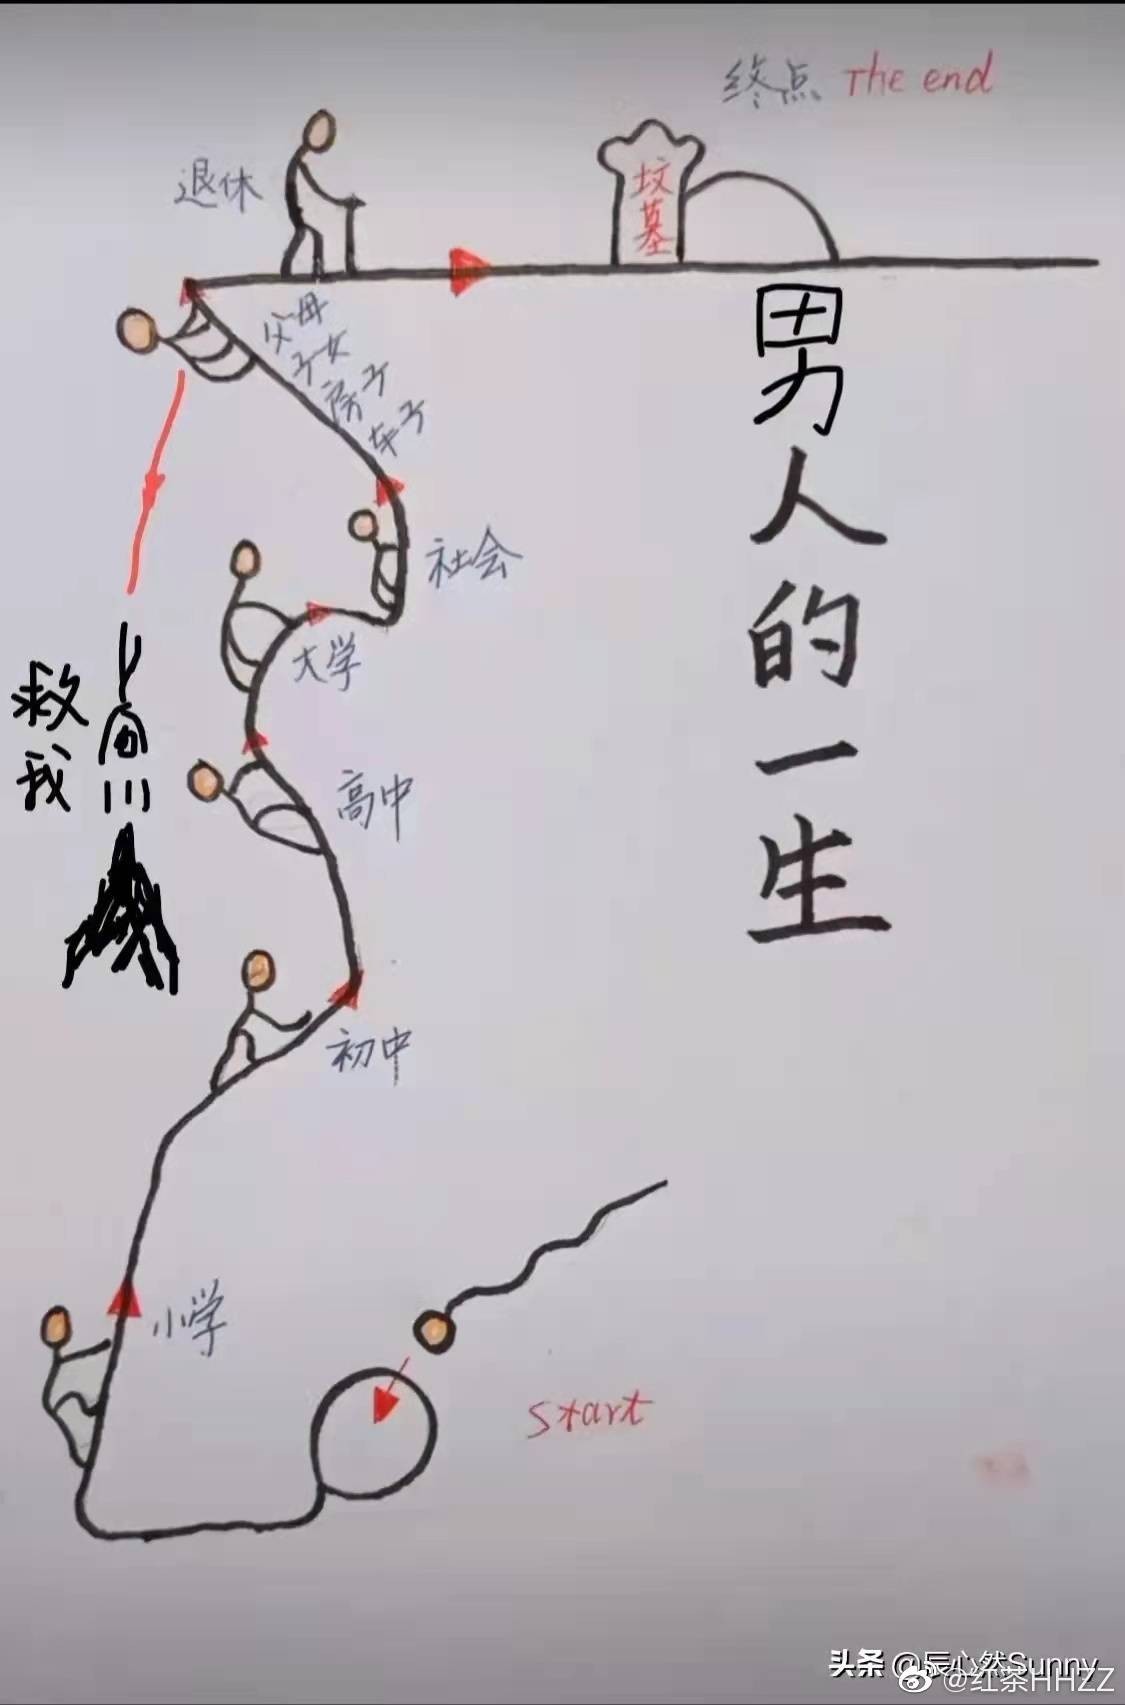 终点 The end
退休
坟墓
父母
子女
房子
车子
男人的一生
社会
大学
救我
高中
初中
小学
start
头条 @辰心然Sunny
@红茶HHZZ